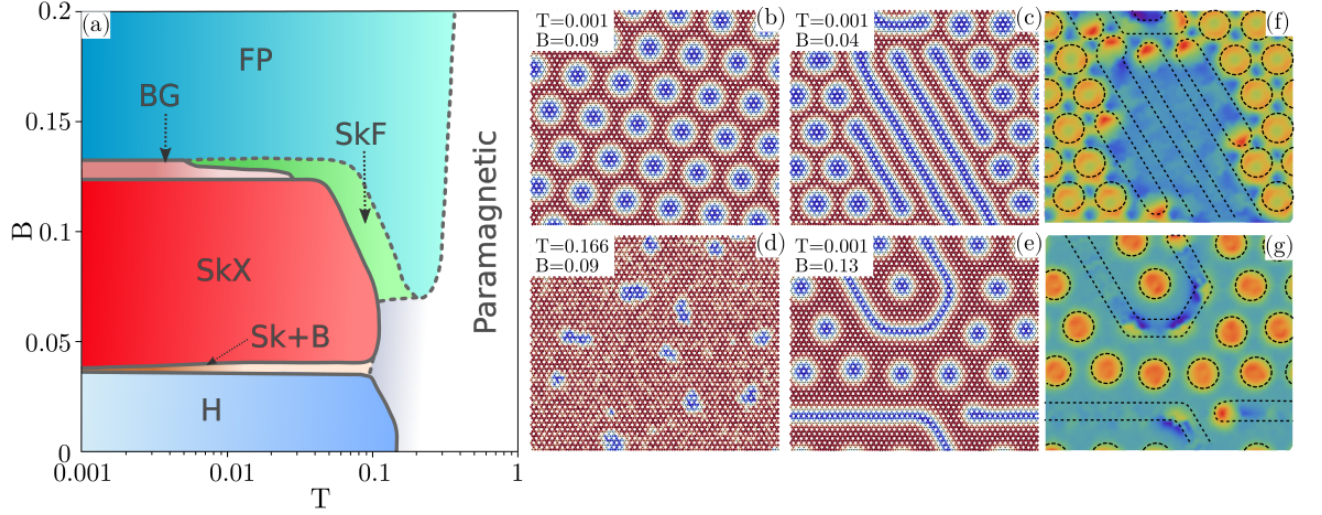 (a)
0.2
0.15
0.1
0.05
0
B
FP
BG
SkF
SkX
Sk+B
H
Paramagnetic
0.001
0.01
0.1
1
T
T=0.001
B=0.09
(b)
T=0.001
B=0.04
(c)
(f)
T=0.166
B=0.09
(d)
T=0.001
B=0.13
(e)
(g)